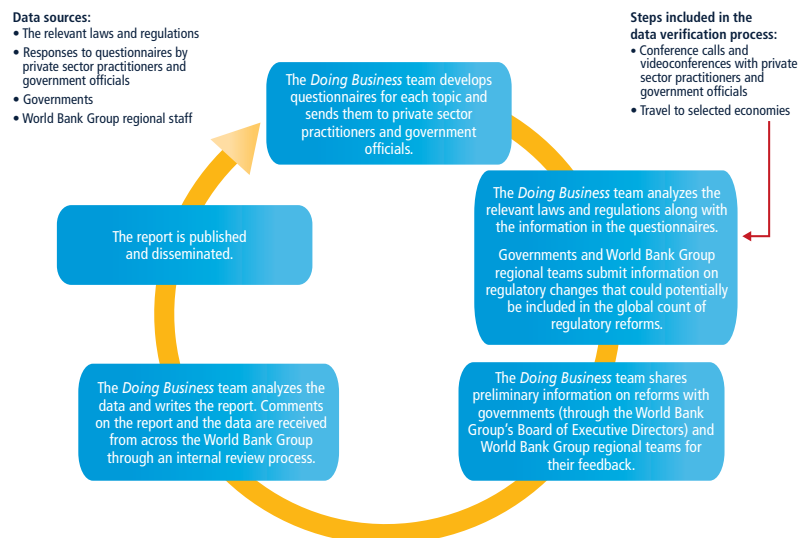 Data sources:
• The relevant laws and regulations
• Responses to questionnaires by
private sector practitioners and
government officials
• Governments
• World Bank Group regional staff
Steps included in the
data verification process:
• Conference calls and
videoconferences with private
sector practitioners and
government officials
• Travel to selected economies
The Doing Business team develops
questionnaires for each topic and
sends them to private sector
practitioners and government
officials.
The Doing Business team analyzes the
relevant laws and regulations along with
the information in the questionnaires.
Governments and World Bank Group
regional teams submit information on
regulatory changes that could potentially
be included in the global count of
regulatory reforms.
The Doing Business team shares
preliminary information on reforms with
governments (through the World Bank
Group's Board of Executive Directors) and
World Bank Group regional teams for
their feedback.
The Doing Business team analyzes the
data and writes the report. Comments
on the report and the data are received
from across the World Bank Group
through an internal review process.
The report is published
and disseminated.